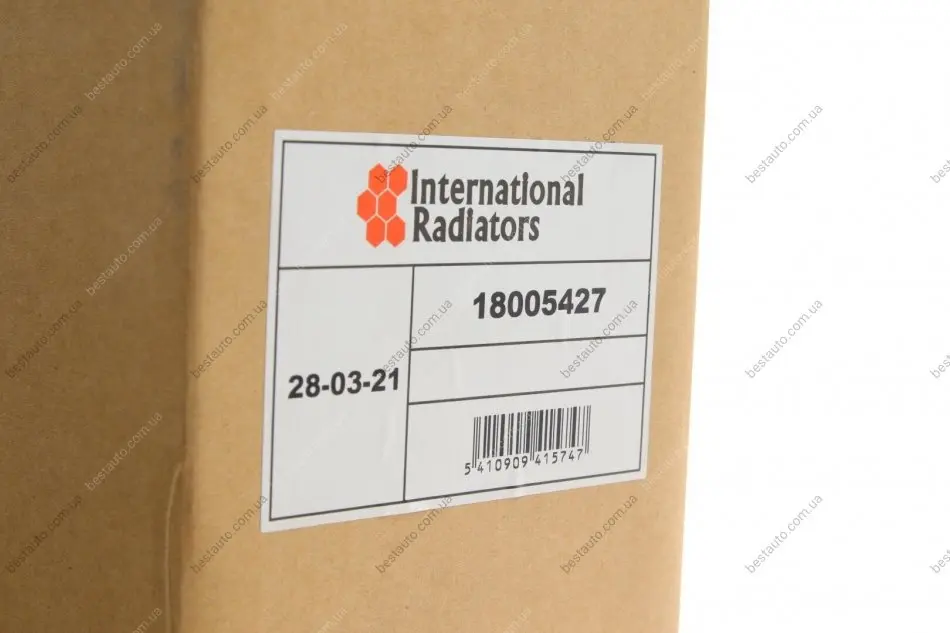 International
Radiators
18005427
28-03-21
5 410909 415747
bestauto.com.ua